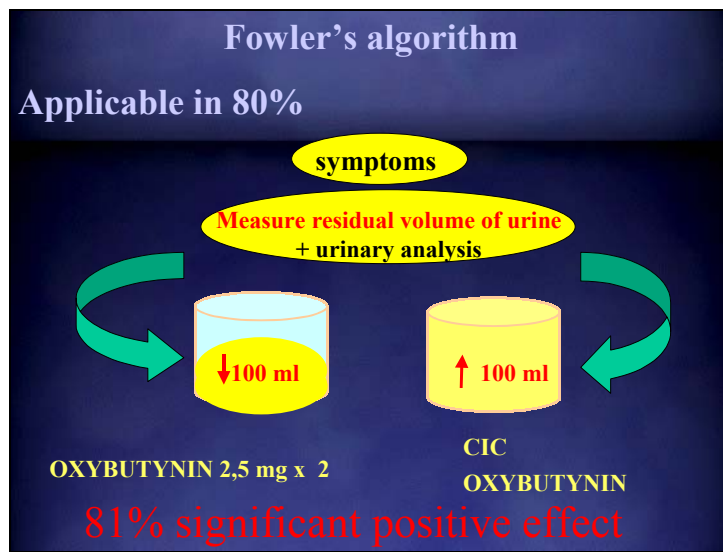 Fowler's algorithm
Applicable in 80%
symptoms
Measure residual volume of urine
+ urinary analysis
↓100 ml
↑ 100 ml
OXYBUTYNIN 2,5 mg x 2
CIC
OXYBUTYNIN
81% significant positive effect